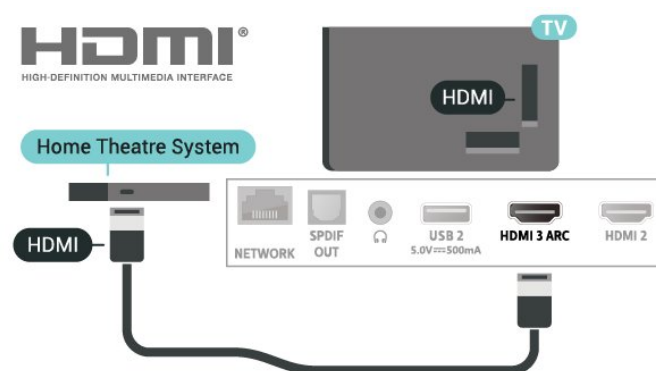 HDMI®
HIGH-DEFINITION MULTIMEDIA INTERFACE
TV
HDMI
Home Theatre System
HDMI
NETWORK
SPDIF
OUT
USB 2
5.0V⎓500mA
HDMI 3 ARC
HDMI 2